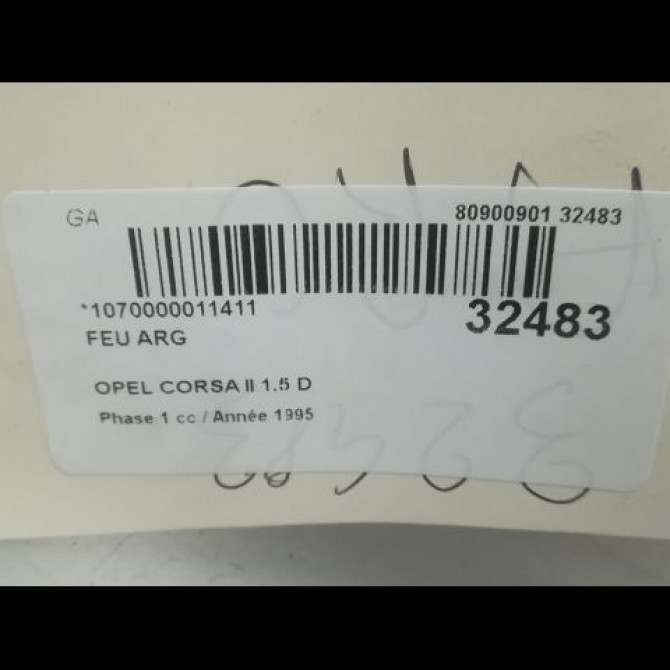 GA
80900901 32483
*1070000011411
32483
FEU ARG
OPEL CORSA II 1.5 D
Phase 1 cc / Année 1995